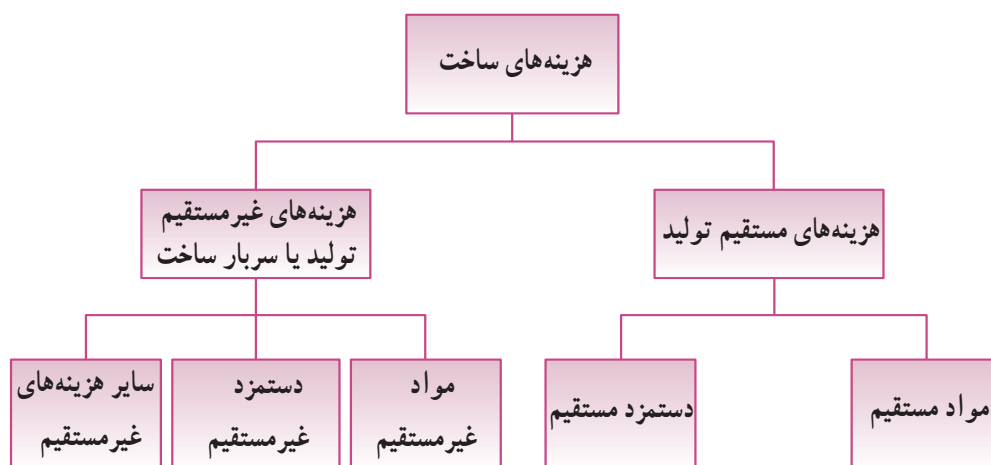 هزینه‌های ساخت
هزینه‌های مستقیم تولید
هزینه‌های غیرمستقیم
تولید یا سربار ساخت
مواد مستقیم
دستمزد مستقیم
مواد
غیرمستقیم
دستمزد
غیرمستقیم
سایر هزینه‌های
غیرمستقیم